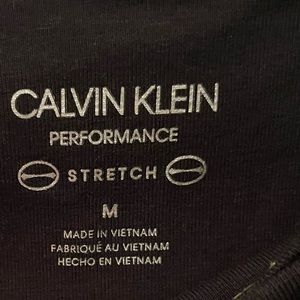 CALVIN KLEIN
PERFORMANCE
STRETCH
M
MADE IN VIETNAM
FABRIQUÉ AU VIETNAM
HECHO EN VIETNAM